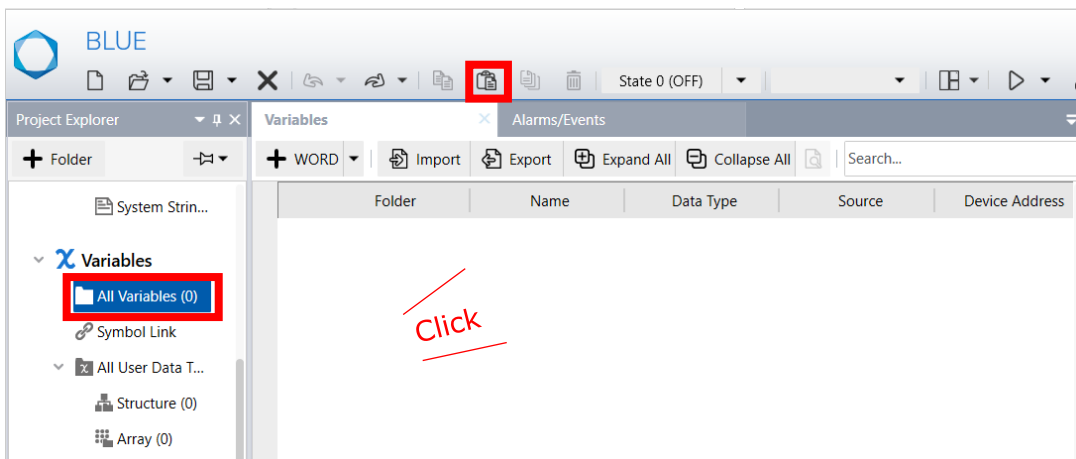 BLUE
State 0 (OFF)
Project Explorer
Variables
Alarms/Events
Folder
WORD
Import
Export
Expand All
Collapse All
Search...
System Strin...
Variables
All Variables (0)
Symbol Link
All User Data T...
Structure (0)
Array (0)
Folder
Name
Data Type
Source
Device Address
Click